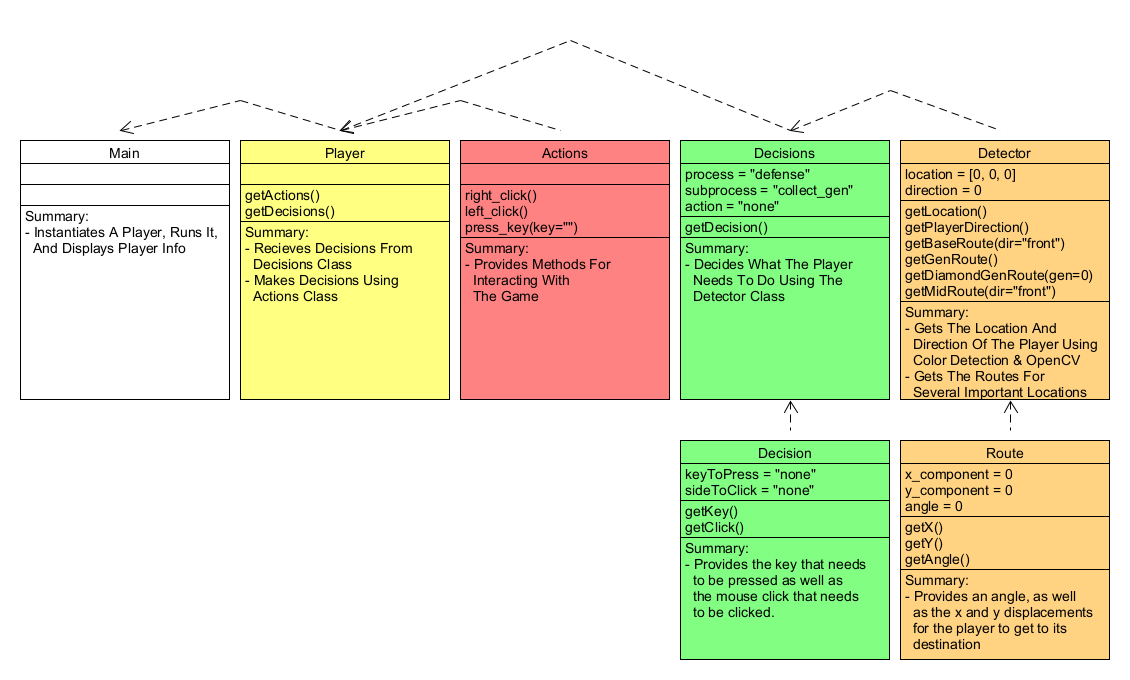 Main
Summary:
- Instantiates A Player, Runs It,
And Displays Player Info
Player
getActions()
getDecisions()
Summary:
- Recieves Decisions From
Decisions Class
- Makes Decisions Using
Actions Class
Actions
right_click()
left_click()
press_key(key="")
Summary:
- Provides Methods For
Interacting With
The Game
Decisions
process = "defense"
subprocess = "collect_gen"
action = "none"
getDecision()
Summary:
- Decides What The Player
Needs To Do Using The
Detector Class
Detector
location = [0, 0, 0]
direction = 0
getLocation()
getPlayerDirection()
getBaseRoute(dir="front")
getGenRoute()
getDiamondGenRoute(gen=0)
getMidRoute(dir="front")
Summary:
- Gets The Location And
Direction Of The Player Using
Color Detection & OpenCV
- Gets The Routes For
Several Important Locations
Decision
keyToPress = "none"
sideToClick = "none"
getKey()
getClick()
Summary:
- Provides the key that needs
to be pressed as well as
the mouse click that needs
to be clicked.
Route
x_component = 0
y_component = 0
angle = 0
getX()
getY()
getAngle()
Summary:
- Provides an angle, as well
as the x and y displacements
for the player to get to its
destination